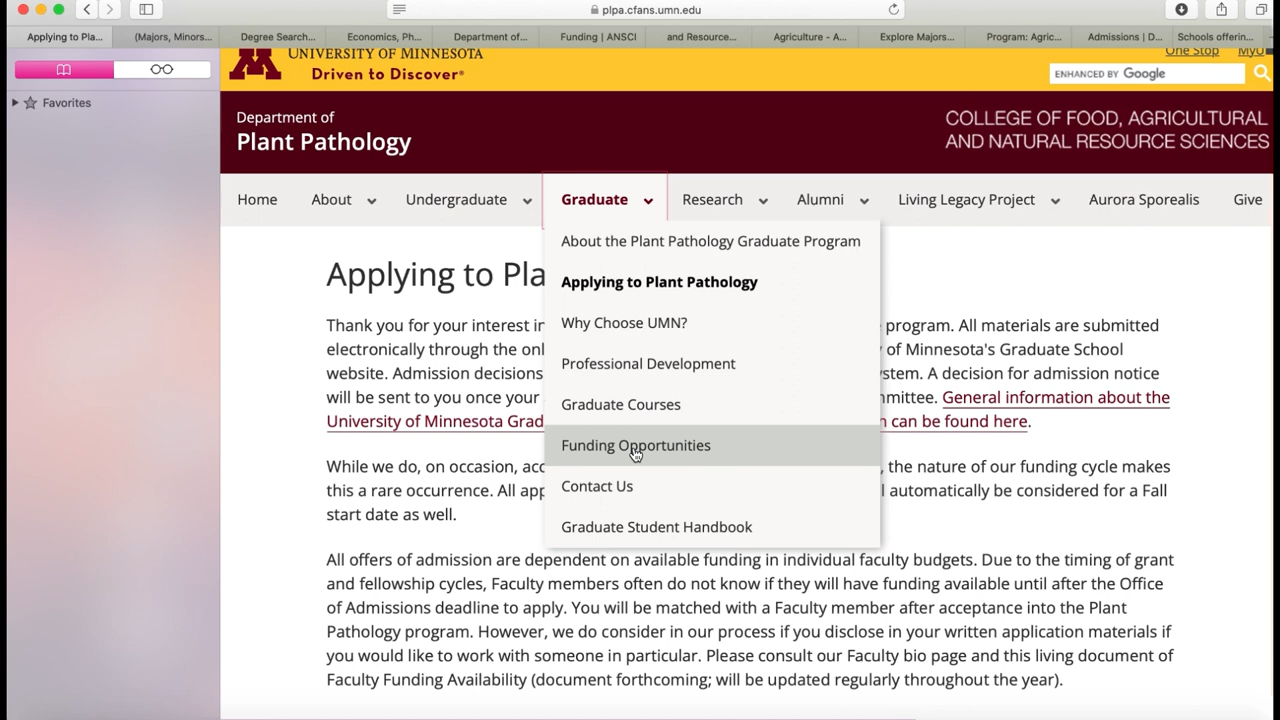 plpa.cfans.umn.edu
Applying to Pla...
(Majors, Minors...
Degree Search...
Economics, Ph...
Department of...
Funding | ANSCI
and Resource...
Agriculture - A...
Explore Majors...
Program: Agric...
Admissions | D...
Schools offerin...
Favorites
UNIVERSITY OF MINNESOTA
Driven to Discover®
One Stop
MyU
ENHANCED BY Google
Department of
Plant Pathology
COLLEGE OF FOOD, AGRICULTURAL
AND NATURAL RESOURCE SCIENCES
Home About Undergraduate Graduate Research Alumni Living Legacy Project Aurora Sporealis Give
About the Plant Pathology Graduate Program
Applying to Plant Pathology
Why Choose UMN?
Professional Development
Graduate Courses
Funding Opportunities
Contact Us
Graduate Student Handbook
Applying to Pla
Thank you for your interest in program. All materials are submitted
electronically through the onl of Minnesota's Graduate School
website. Admission decisions stem. A decision for admission notice
will be sent to you once your mmittee. General information about the
University of Minnesota Grad n can be found here.
While we do, on occasion, acc , the nature of our funding cycle makes
this a rare occurrence. All app l automatically be considered for a Fall
start date as well.
All offers of admission are dependent on available funding in individual faculty budgets. Due to the timing of grant
and fellowship cycles, Faculty members often do not know if they will have funding available until after the Office
of Admissions deadline to apply. You will be matched with a Faculty member after acceptance into the Plant
Pathology program. However, we do consider in our process if you disclose in your written application materials if
you would like to work with someone in particular. Please consult our Faculty bio page and this living document of
Faculty Funding Availability (document forthcoming; will be updated regularly throughout the year).